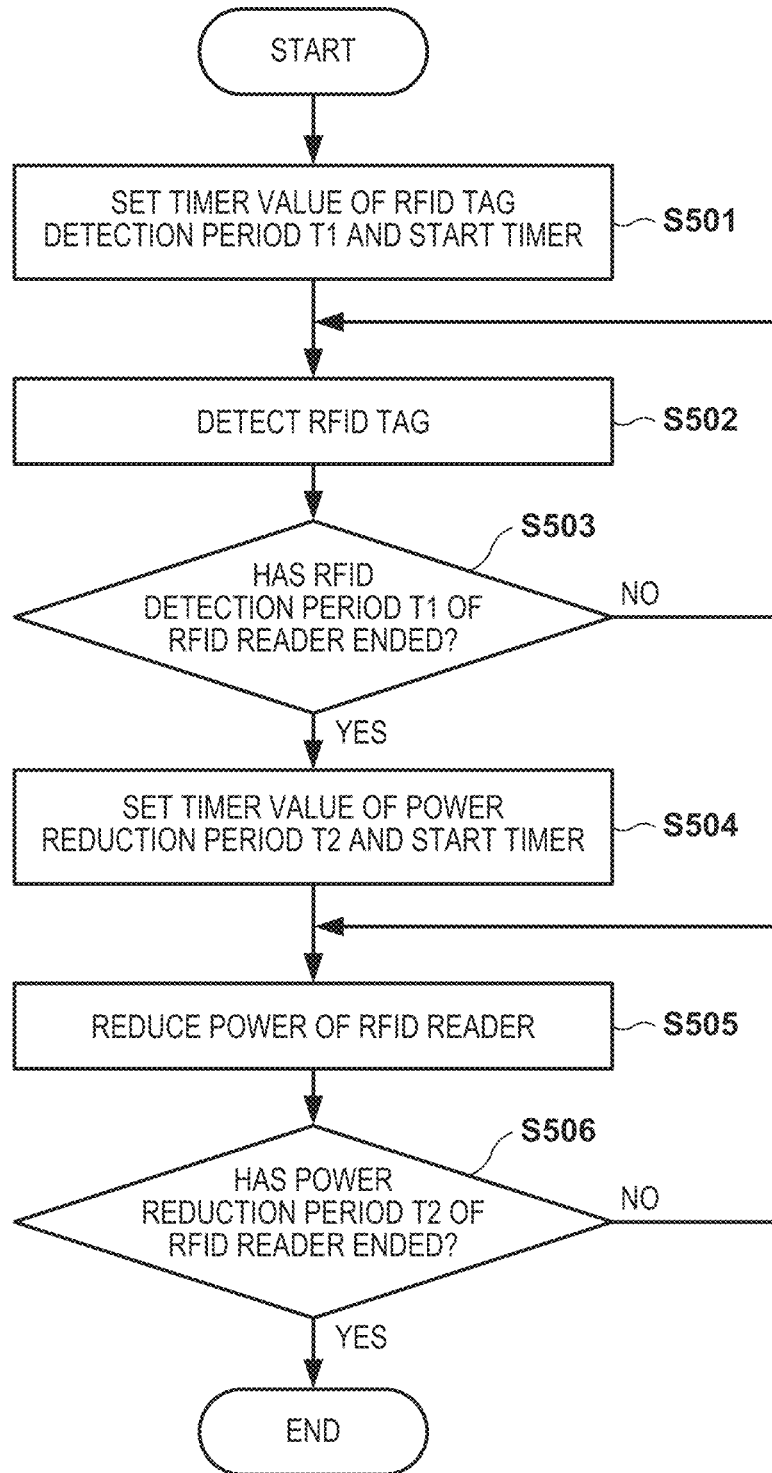 START
SET TIMER VALUE OF RFID TAG
DETECTION PERIOD T1 AND START TIMER
S501
DETECT RFID TAG
S502
S503
HAS RFID
DETECTION PERIOD T1 OF
RFID READER ENDED?
NO
YES
SET TIMER VALUE OF POWER
REDUCTION PERIOD T2 AND START TIMER
S504
REDUCE POWER OF RFID READER
S505
S506
HAS POWER
REDUCTION PERIOD T2 OF
RFID READER ENDED?
NO
YES
END